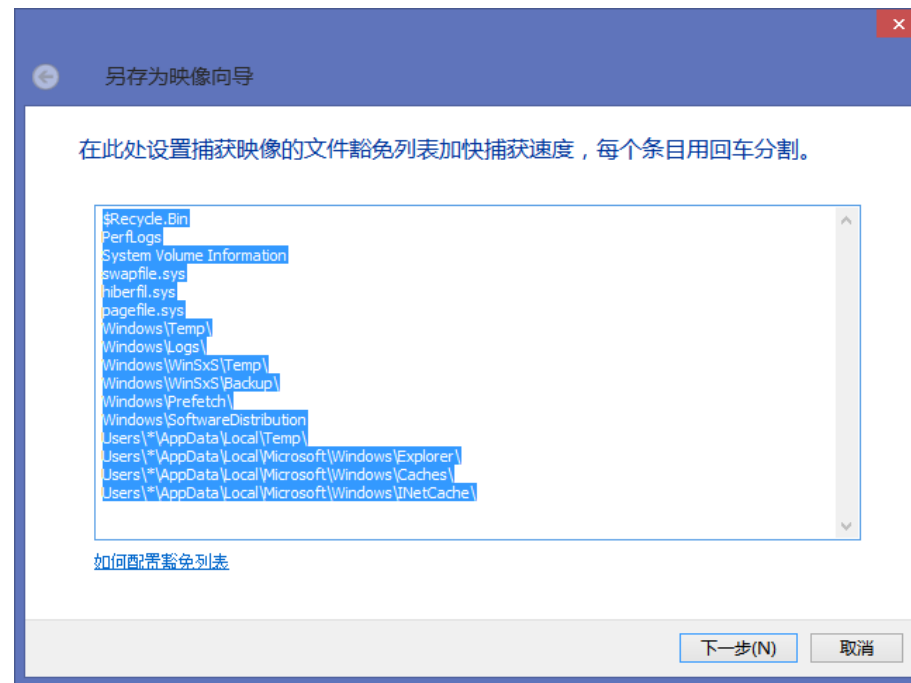 另存为映像向导
在此处设置捕获映像的文件豁免列表加快捕获速度，每个条目用回车分割。
$Recycle.Bin
PerfLogs
System Volume Information
swapfile.sys
hiberfil.sys
pagefile.sys
Windows\Temp\
Windows\Logs\
Windows\WinSxS\Temp\
Windows\WinSxS\Backup\
Windows\Prefetch\
Windows\SoftwareDistribution
Users\*\AppData\Local\Temp\
Users\*\AppData\Local\Microsoft\Windows\Explorer\
Users\*\AppData\Local\Microsoft\Windows\Caches\
Users\*\AppData\Local\Microsoft\Windows\INetCache\
如何配置豁免列表
下一步(N) 取消